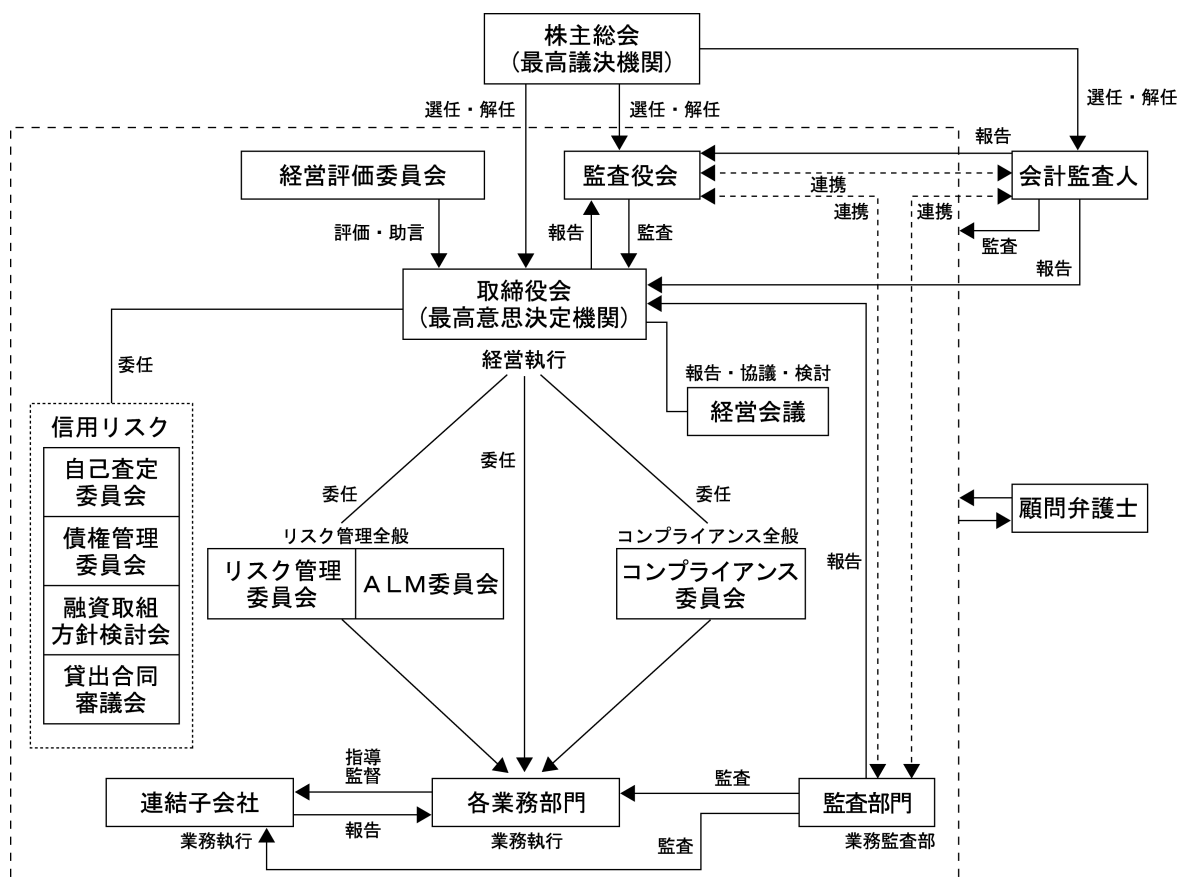 株主総会
(最高議決機関)
選任・解任
選任・解任
選任・解任
報告
経営評価委員会
監査役会
会計監査人
連携
連携
連携
評価・助言
報告
監査
監査
報告
取締役会
(最高意思決定機関)
経営執行
委任
報告・協議・検討
経営会議
信用リスク
自己査定
委員会
債権管理
委員会
融資取組
方針検討会
貸出合同
審議会
委任
委任
委任
リスク管理全般
リスク管理
委員会
ALM委員会
コンプライアンス全般
コンプライアンス
委員会
顧問弁護士
報告
指導
監督
連結子会社
業務執行
報告
各業務部門
業務執行
監査
監査
監査部門
業務監査部